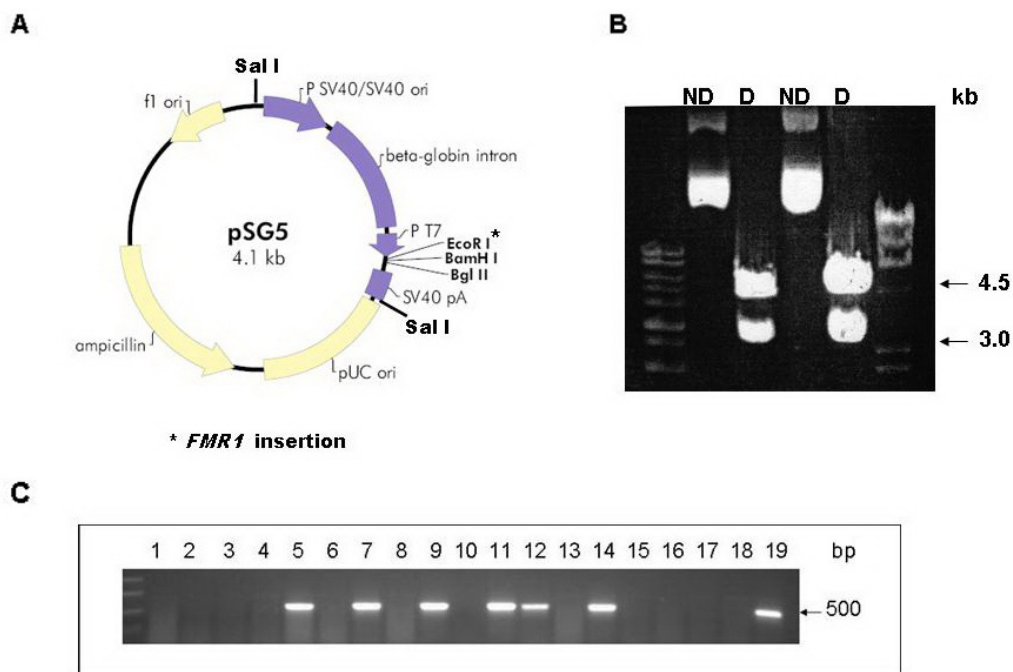 A
Sal I
f1 ori
P SV40/SV40 ori
beta-globin intron
pSG5
4.1 kb
P T7
EcoR I*
BamH I
Bgl II
SV40 pA
Sal I
ampicillin
pUC ori
* FMR1 insertion
B
ND D ND D kb
4.5
3.0
C
1 2 3 4 5 6 7 8 9 10 11 12 13 14 15 16 17 18 19 bp
500